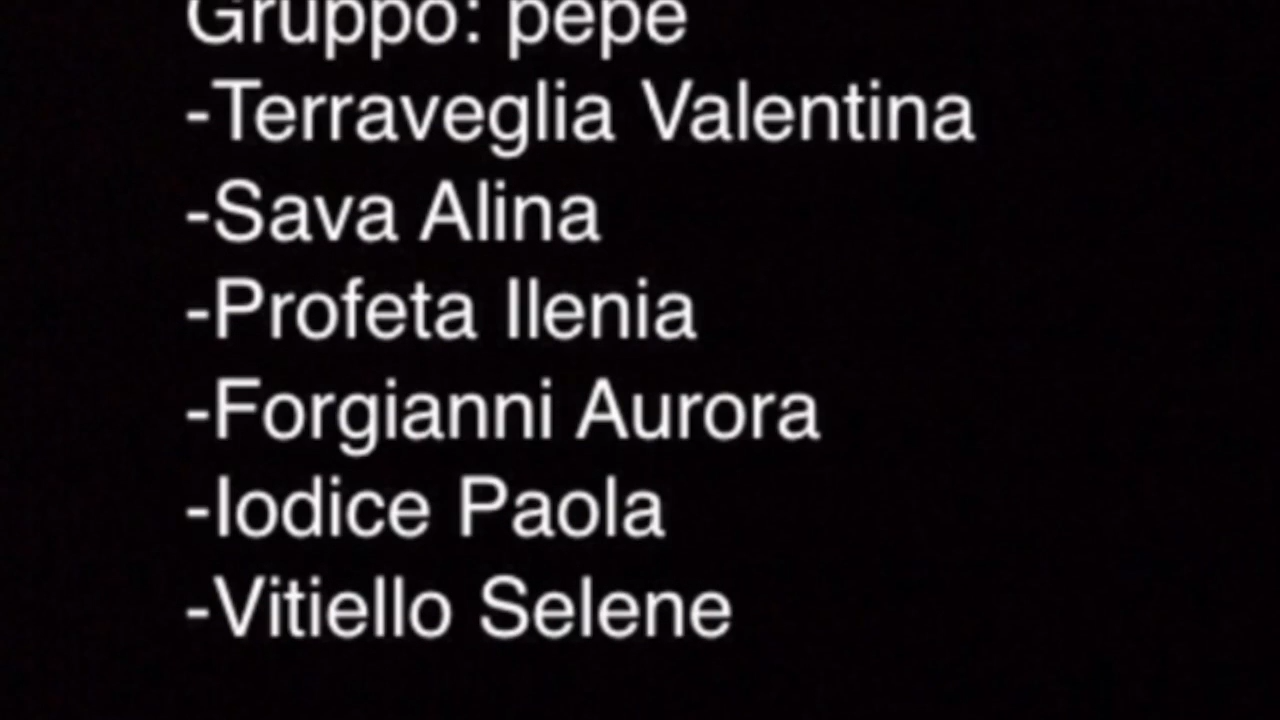 Gruppo: pepe
-Terraveglia Valentina
-Sava Alina
-Profeta Ilenia
-Forgianni Aurora
-Iodice Paola
-Vitiello Selene